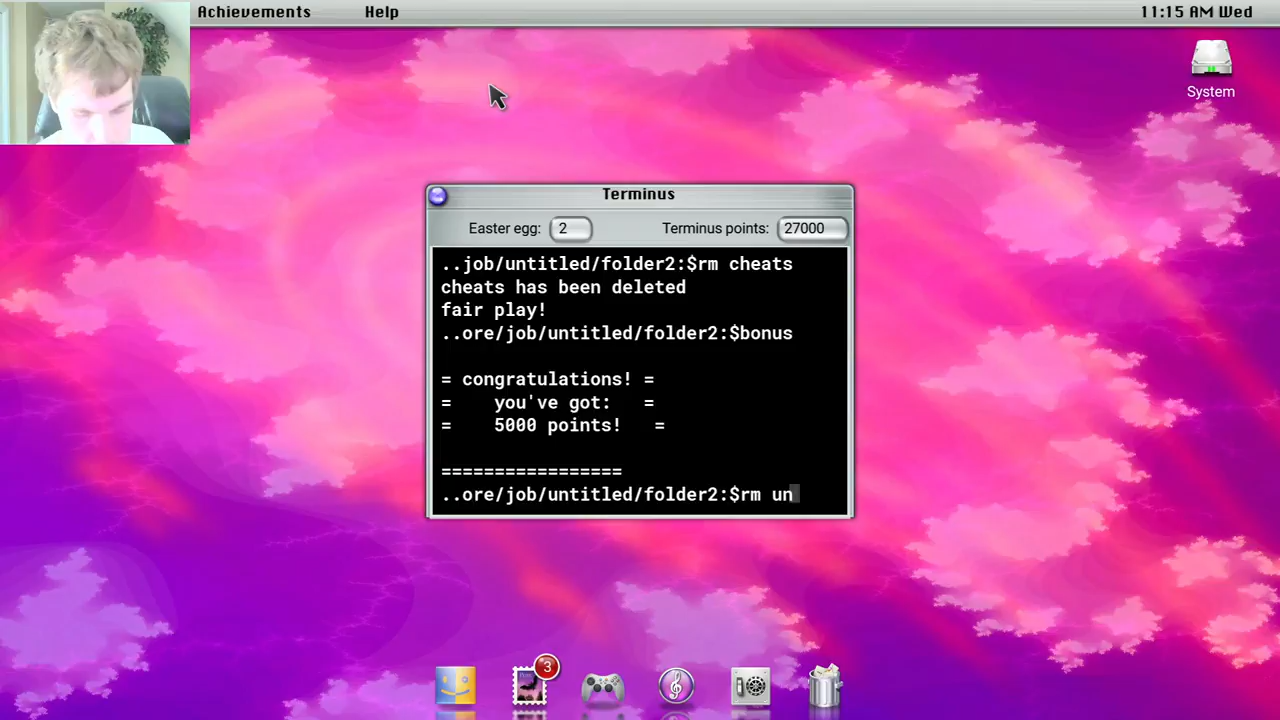 Achievements Help 11:15 AM Wed
System
Terminus
Easter egg: 2 Terminus points: 27000
..job/untitled/folder2:$rm cheats
cheats has been deleted
fair play!
..ore/job/untitled/folder2:$bonus
= congratulations! =
= you've got: =
= 5000 points! =
=================
..ore/job/untitled/folder2:$rm un
3